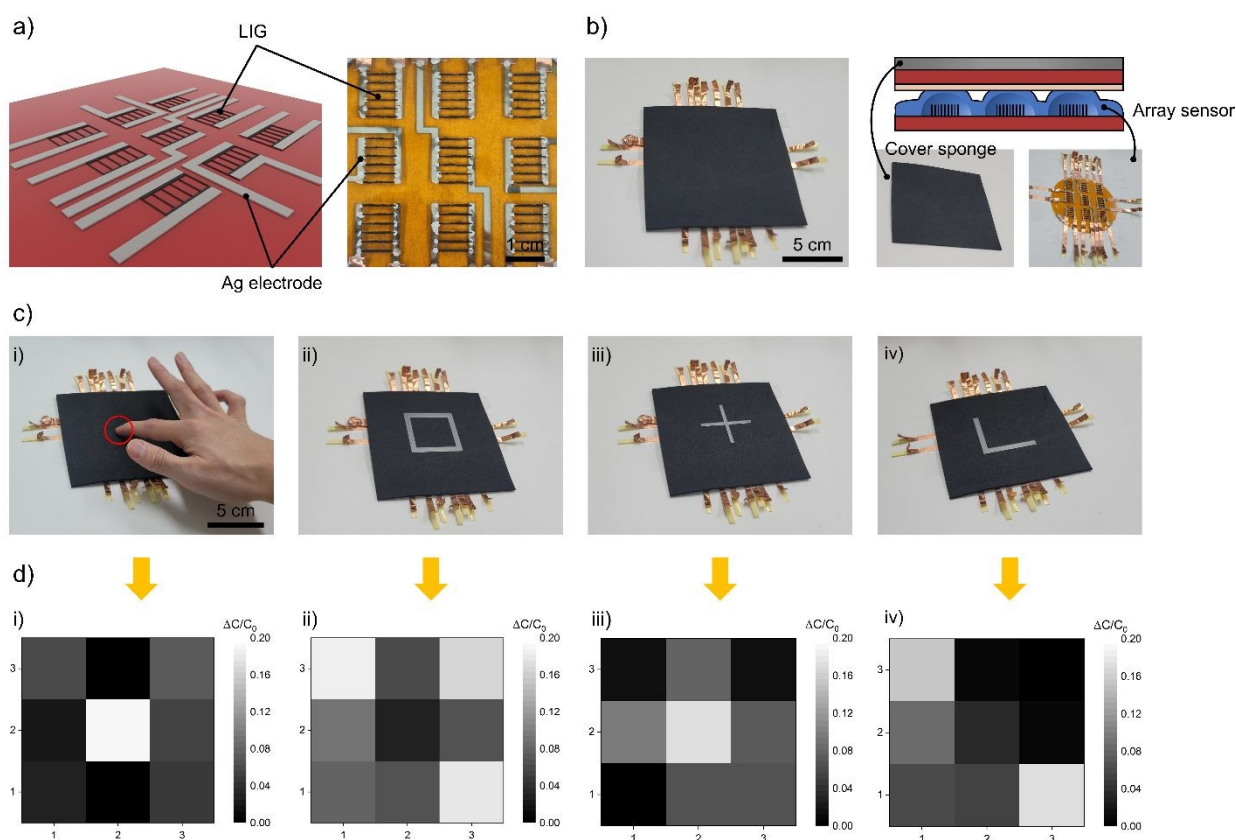 a)
LIG
Ag electrode
1 cm
b)
5 cm
Cover sponge
Array sensor
c)
i)
5 cm
ii)
iii)
iv)
d)
i)
ΔC/C₀
0.20
0.16
0.12
0.08
0.04
0.00
3
2
1
1 2 3
ii)
ΔC/C₀
0.20
0.16
0.12
0.08
0.04
0.00
3
2
1
1 2 3
iii)
ΔC/C₀
0.20
0.16
0.12
0.08
0.04
0.00
3
2
1
1 2 3
iv)
ΔC/C₀
0.20
0.16
0.12
0.08
0.04
0.00
3
2
1
1 2 3